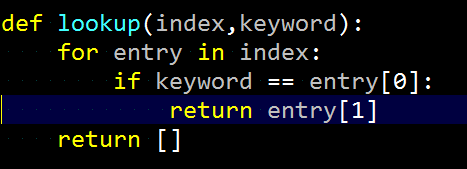 def lookup(index,keyword):
    for entry in index:
        if keyword == entry[0]:
            return entry[1]
    return []